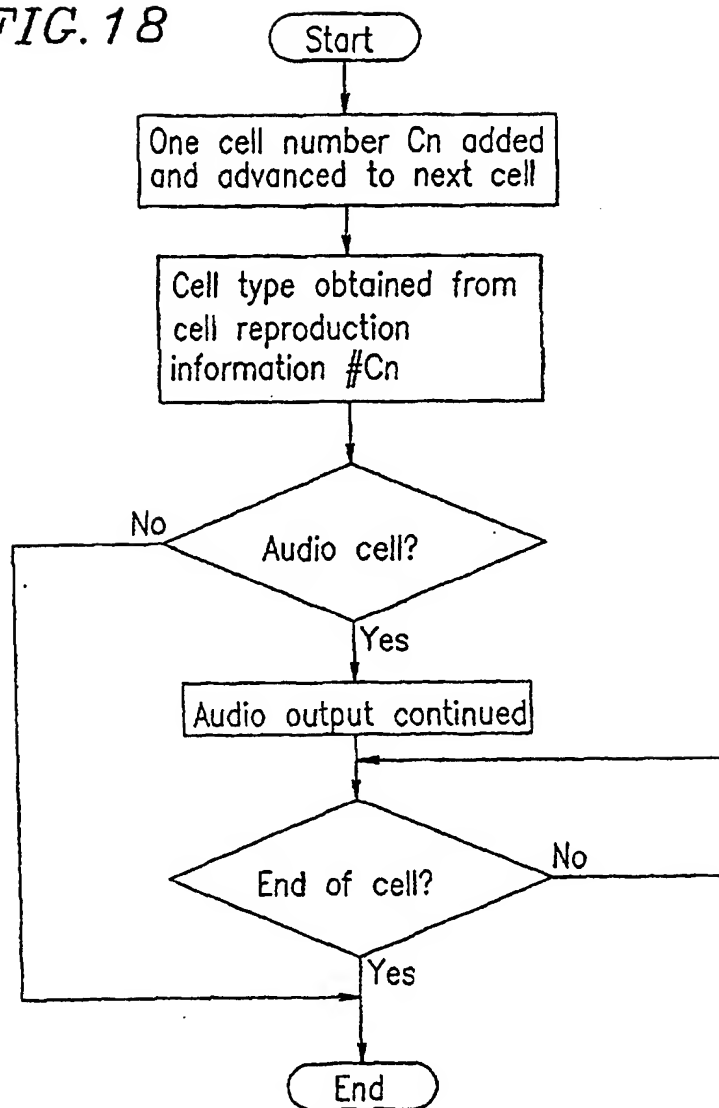 FIG.18
Start
One cell number Cn added
and advanced to next cell
Cell type obtained from
cell reproduction
information #Cn
No
Audio cell?
Yes
Audio output continued
No
End of cell?
Yes
End